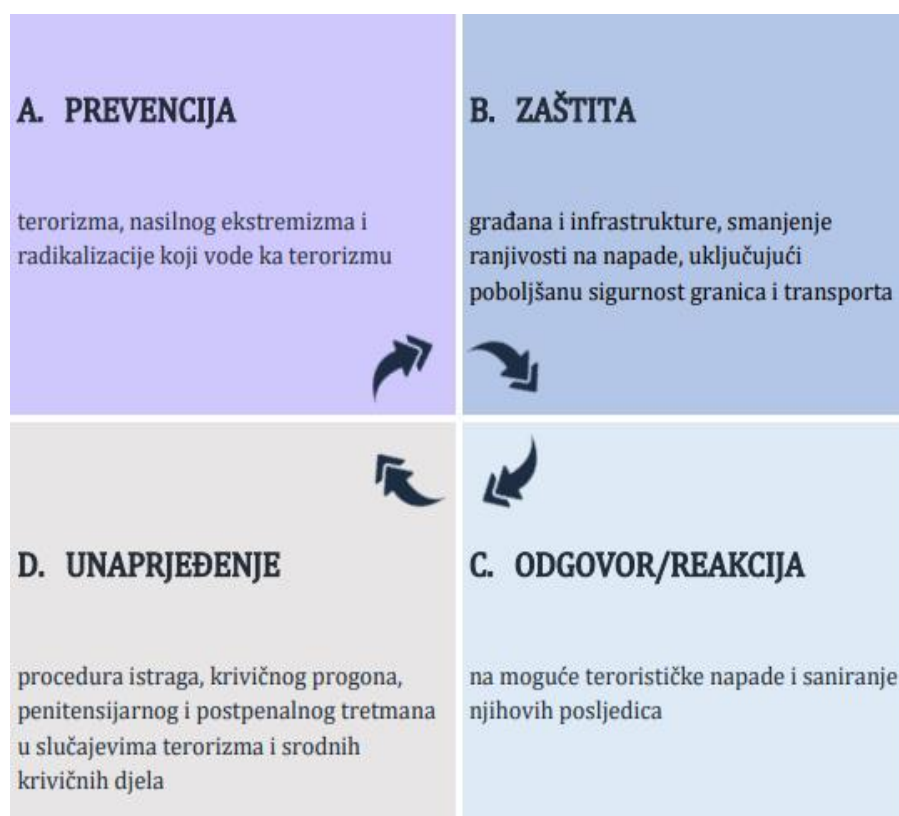 A. PREVENCIJA
terorizma, nasilnog ekstremizma i
radikalizacije koji vode ka terorizmu
B. ZAŠTITA
građana i infrastrukture, smanjenje
ranjivosti na napade, uključujući
poboljšanu sigurnost granica i transporta
D. UNAPRJEĐENJE
procedura istraga, krivičnog progona,
penitensijarnog i postpenalnog tretmana
u slučajevima terorizma i srodnih
krivičnih djela
C. ODGOVOR/REAKCIJA
na moguće terorističke napade i saniranje
njihovih posljedica